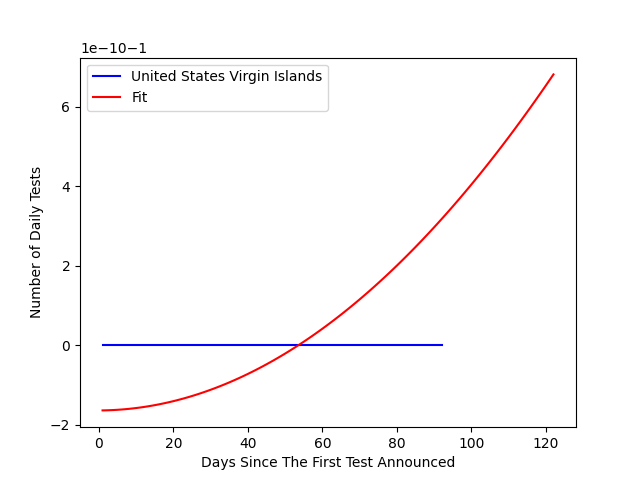 1e−10−1
United States Virgin Islands
Fit
Number of Daily Tests
6
4
2
0
−2
0 20 40 60 80 100 120
Days Since The First Test Announced